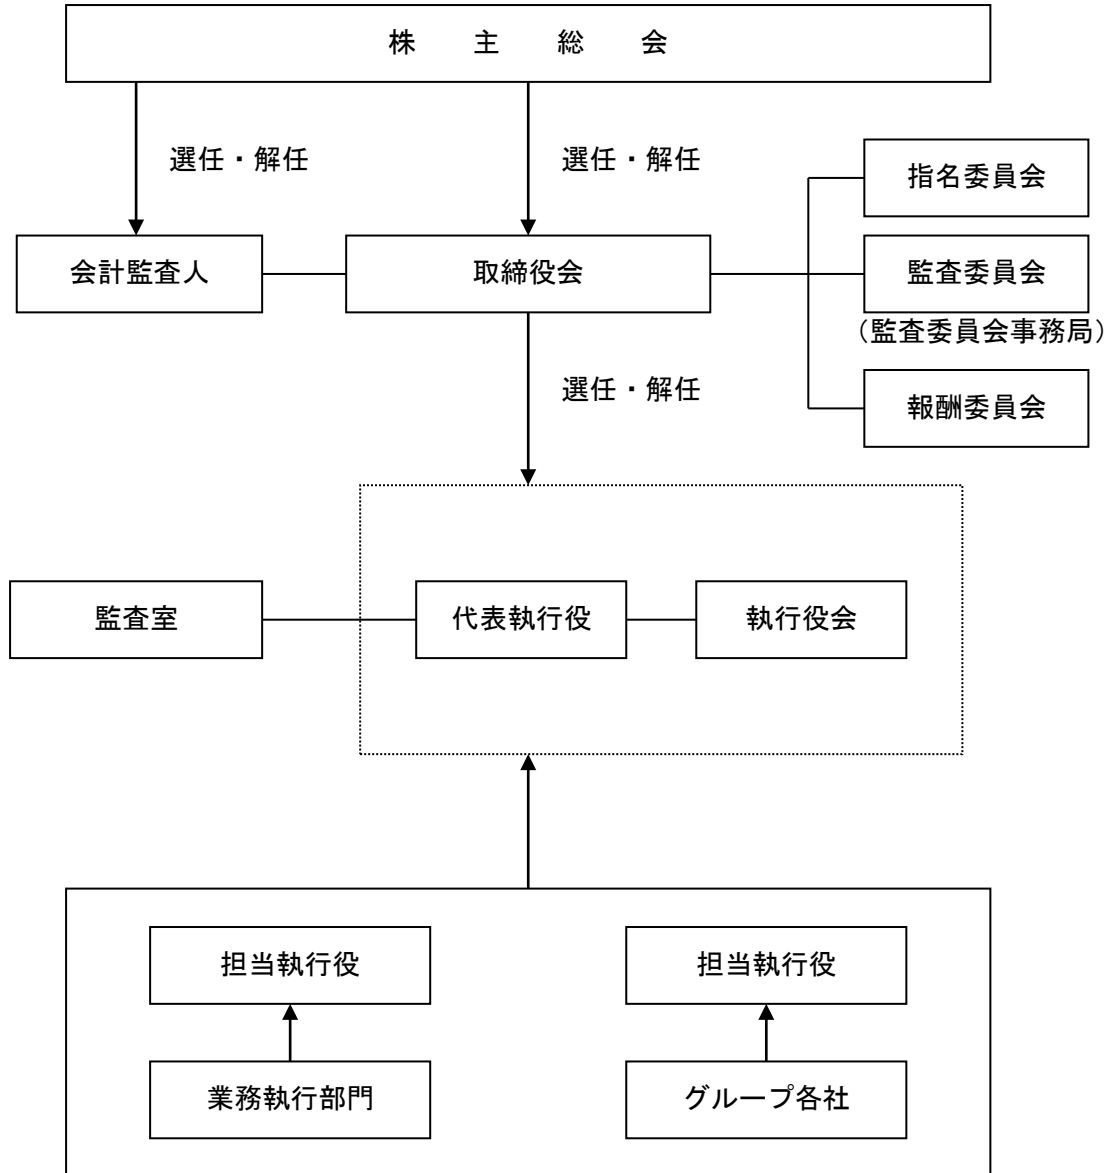 株 主 総 会
選任・解任
選任・解任
指名委員会
会計監査人
取締役会
監査委員会
(監査委員会事務局)
選任・解任
報酬委員会
監査室
代表執行役
執行役会
担当執行役
担当執行役
業務執行部門
グループ各社